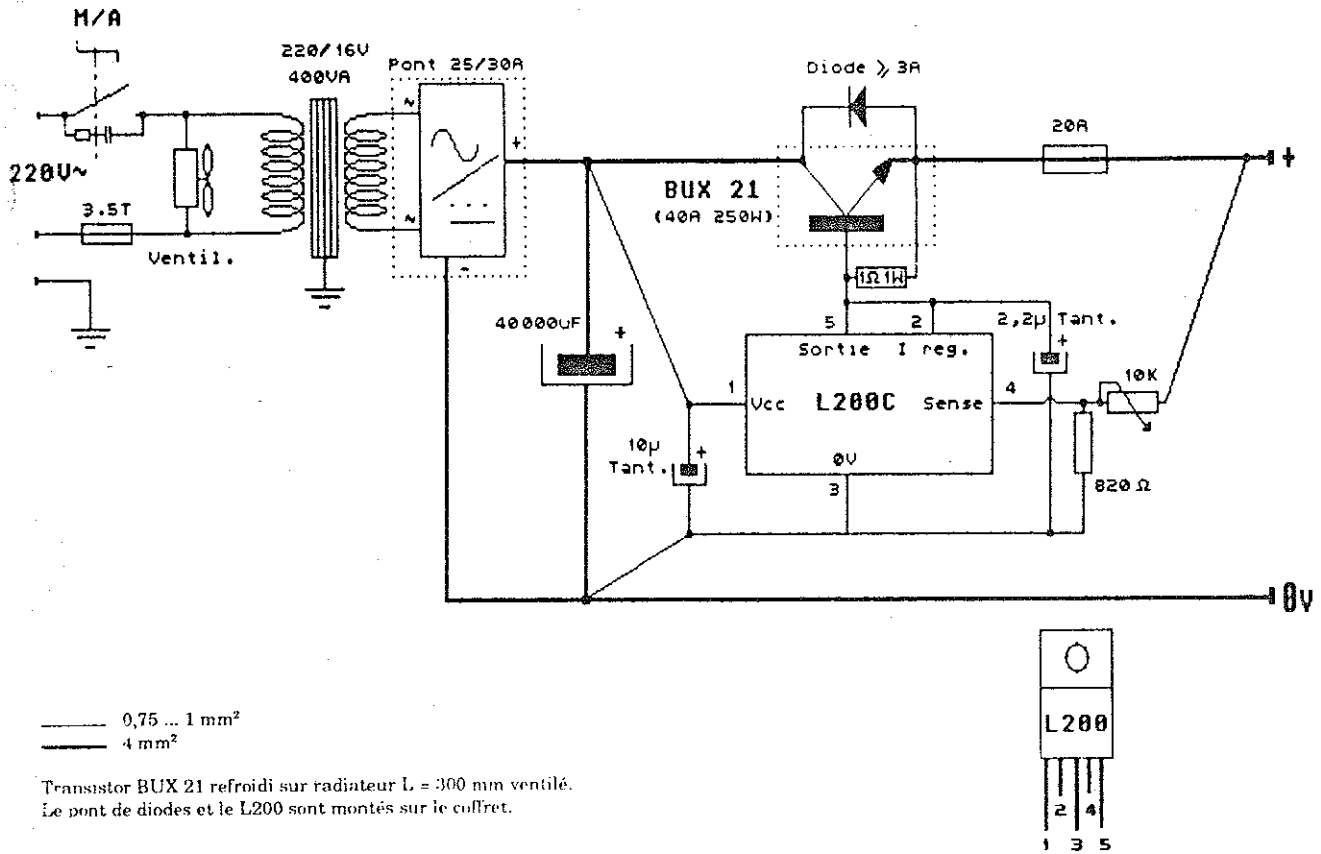 M/A
220/16V
400VA
Pont 25/30A
Diode ⩾ 3A
~
+
20A
+
220V~
3.5T
~
BUX 21
(40A 250W)
Ventil.
-
1Ω 1W
40000uF
+
5
2
2,2µ Tant.
+
Sortie
I reg.
1
Vcc
L200C
Sense
4
10K
10µ
Tant.
+
0V
3
820 Ω
0V
L200
2
4
1
3
5
0,75 ... 1 mm²
4 mm²
Transistor BUX 21 refroidi sur radiateur L = 300 mm ventilé.
Le pont de diodes et le L200 sont montés sur le coffret.